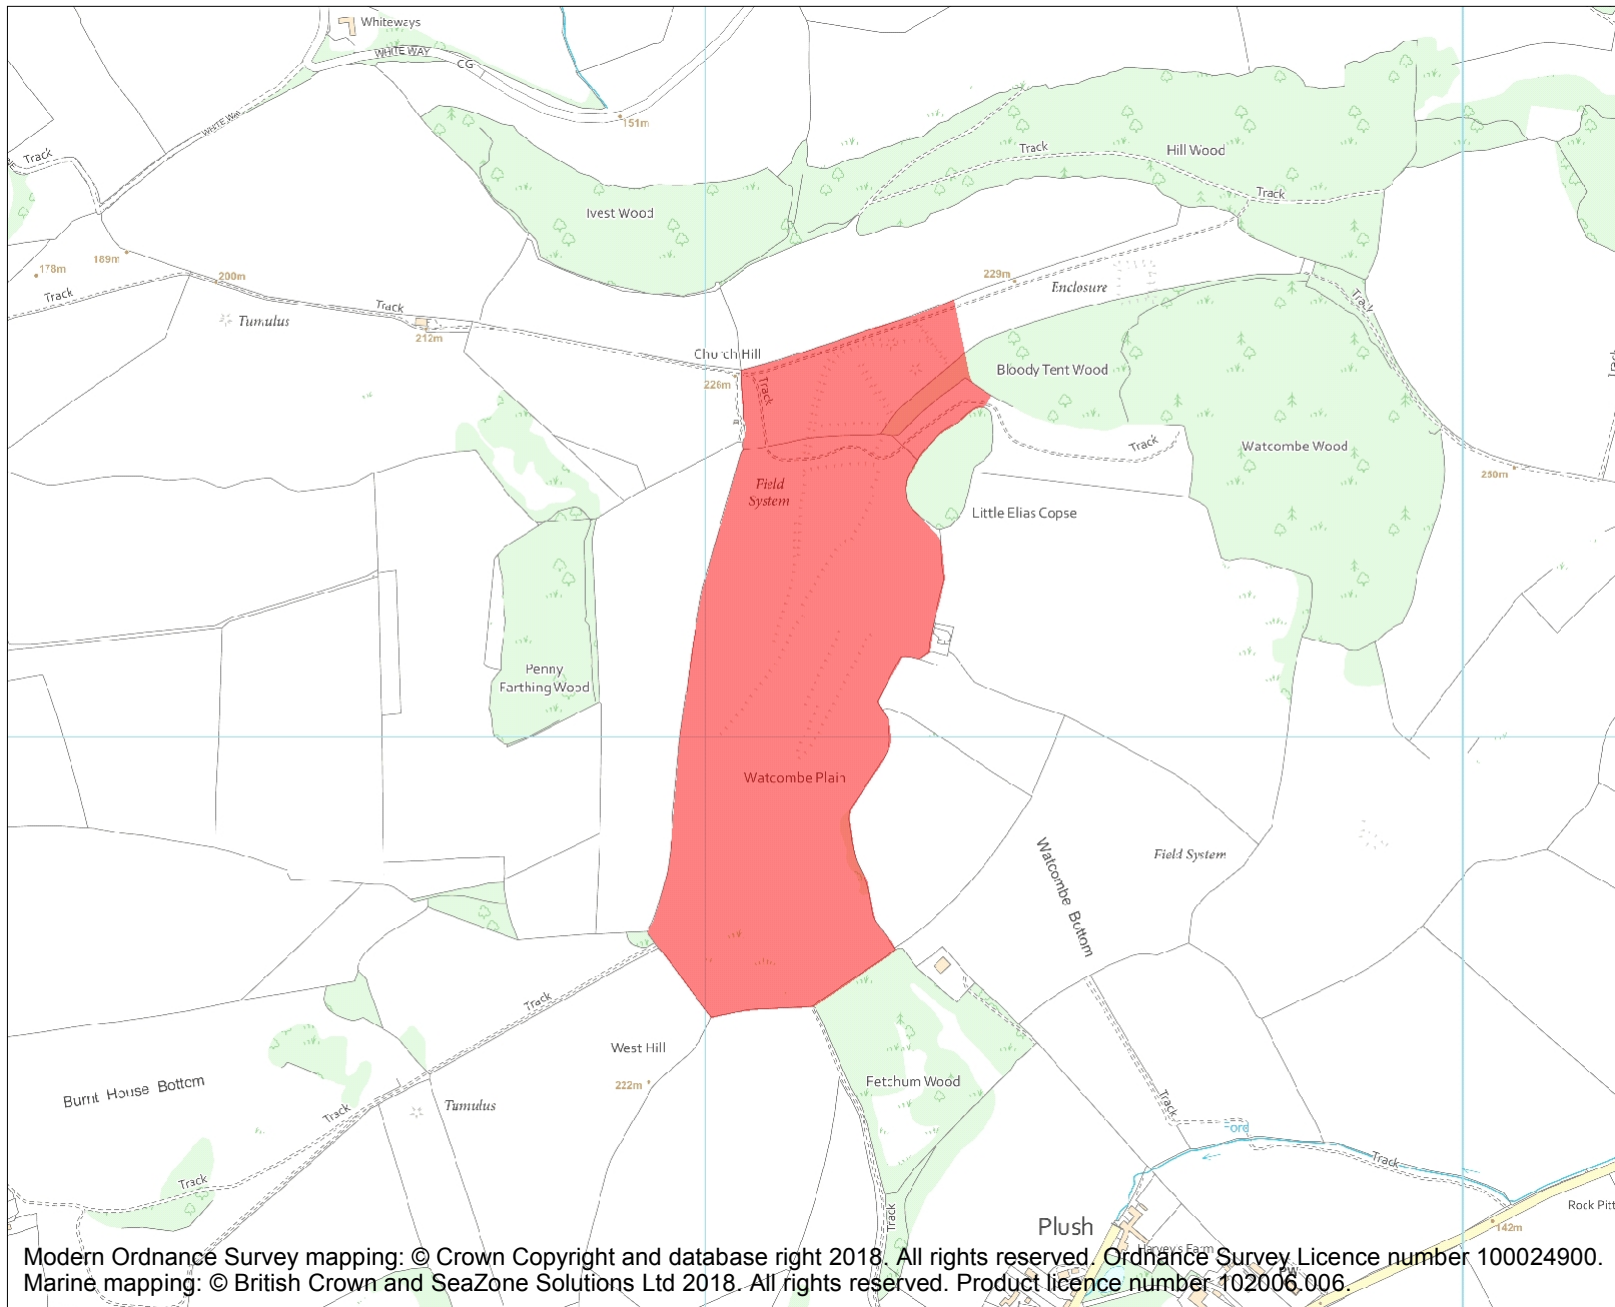 Whiteways
WHITE WAY
CG
WHITE WAY
151m
Track
Track
Hill Wood
Track
Ivest Wood
189m
178m
200m
Track
Track
229m
Enclosure
Track
Tumulus
212m
Church Hill
226m
Track
Bloody Tent Wood
Track
Track
Watcombe Wood
250m
Field
System
Little Elias Copse
Penny
Farthing Wood
Watcombe Plain
Watcombe Bottom
Field System
Track
West Hill
222m
Fetchum Wood
Burnt House Bottom
Track
Tumulus
Track
Track
Track
Track
Plush
Harvey's Farm
142m
Rock Pitt
Modern Ordnance Survey mapping: © Crown Copyright and database right 2018. All rights reserved. Ordnance Survey Licence number 100024900.
Marine mapping: © British Crown and SeaZone Solutions Ltd 2018. All rights reserved. Product licence number 102006.006.